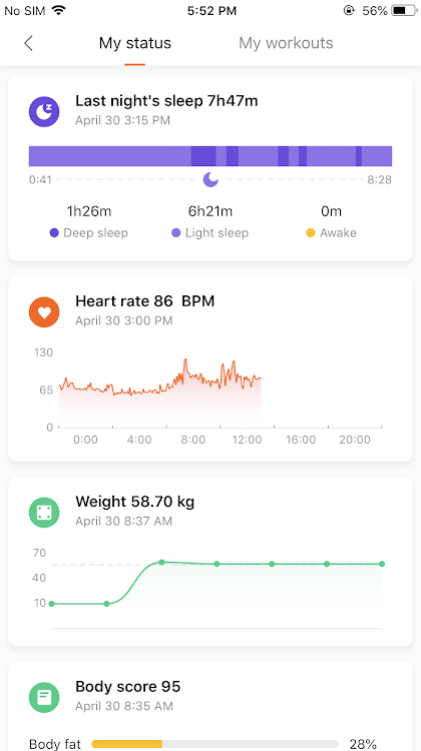 No SIM 5:52 PM 56%
My status My workouts
Last night's sleep 7h47m
April 30 3:15 PM
0:41 8:28
1h26m 6h21m 0m
Deep sleep Light sleep Awake
Heart rate 86 BPM
April 30 3:00 PM
130
65
0
0:00 4:00 8:00 12:00 16:00 20:00
Weight 58.70 kg
April 30 8:37 AM
70
40
10
Body score 95
April 30 8:35 AM
Body fat 28%